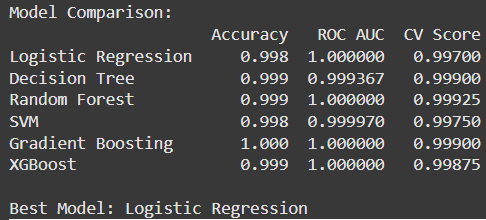 Model Comparison:
Accuracy ROC AUC CV Score
Logistic Regression 0.998 1.000000 0.99700
Decision Tree 0.999 0.999367 0.99900
Random Forest 0.999 1.000000 0.99925
SVM 0.998 0.999970 0.99750
Gradient Boosting 1.000 1.000000 0.99900
XGBoost 0.999 1.000000 0.99875
Best Model: Logistic Regression